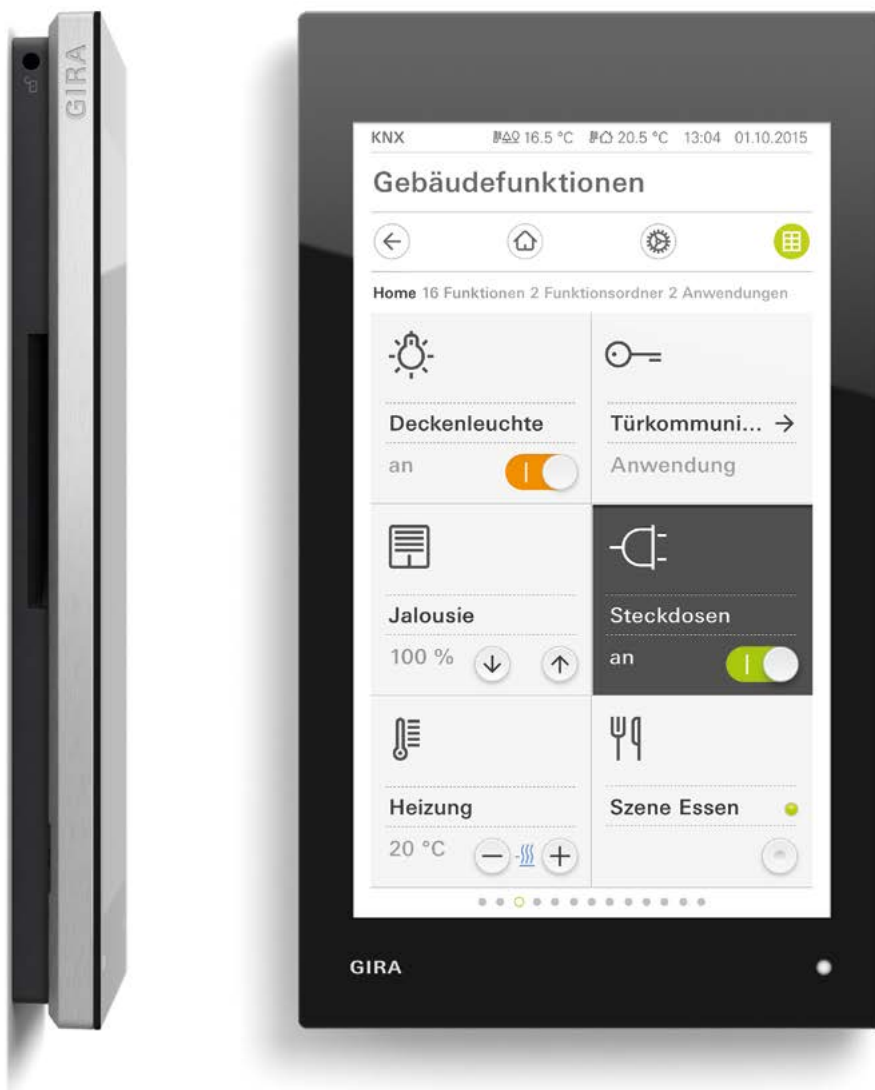 GIRA
KNX 16.5 °C 20.5 °C 13:04 01.10.2015
Gebäudefunktionen
Home 16 Funktionen 2 Funktionsordner 2 Anwendungen
Deckenleuchte
an
Türkommuni... →
Anwendung
Jalousie
100 %
Steckdosen
an
Heizung
20 °C
Szene Essen
GIRA